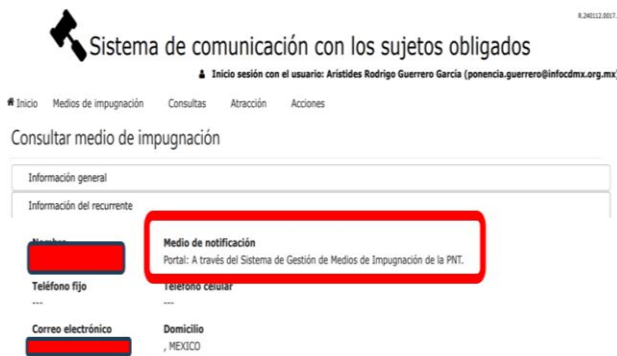 R.240112.0017.
Sistema de comunicación con los sujetos obligados
Inicio sesión con el usuario: Arístides Rodrigo Guerrero García (ponencia.guerrero@infocdmx.org.mx)
Inicio Medios de impugnación Consultas Atracción Acciones
Consultar medio de impugnación
Información general
Información del recurrente
Nombre Medio de notificación
Portal: A través del Sistema de Gestión de Medios de Impugnación de la PNT.
Teléfono fijo Teléfono celular
--- ---
Correo electrónico Domicilio
, MEXICO